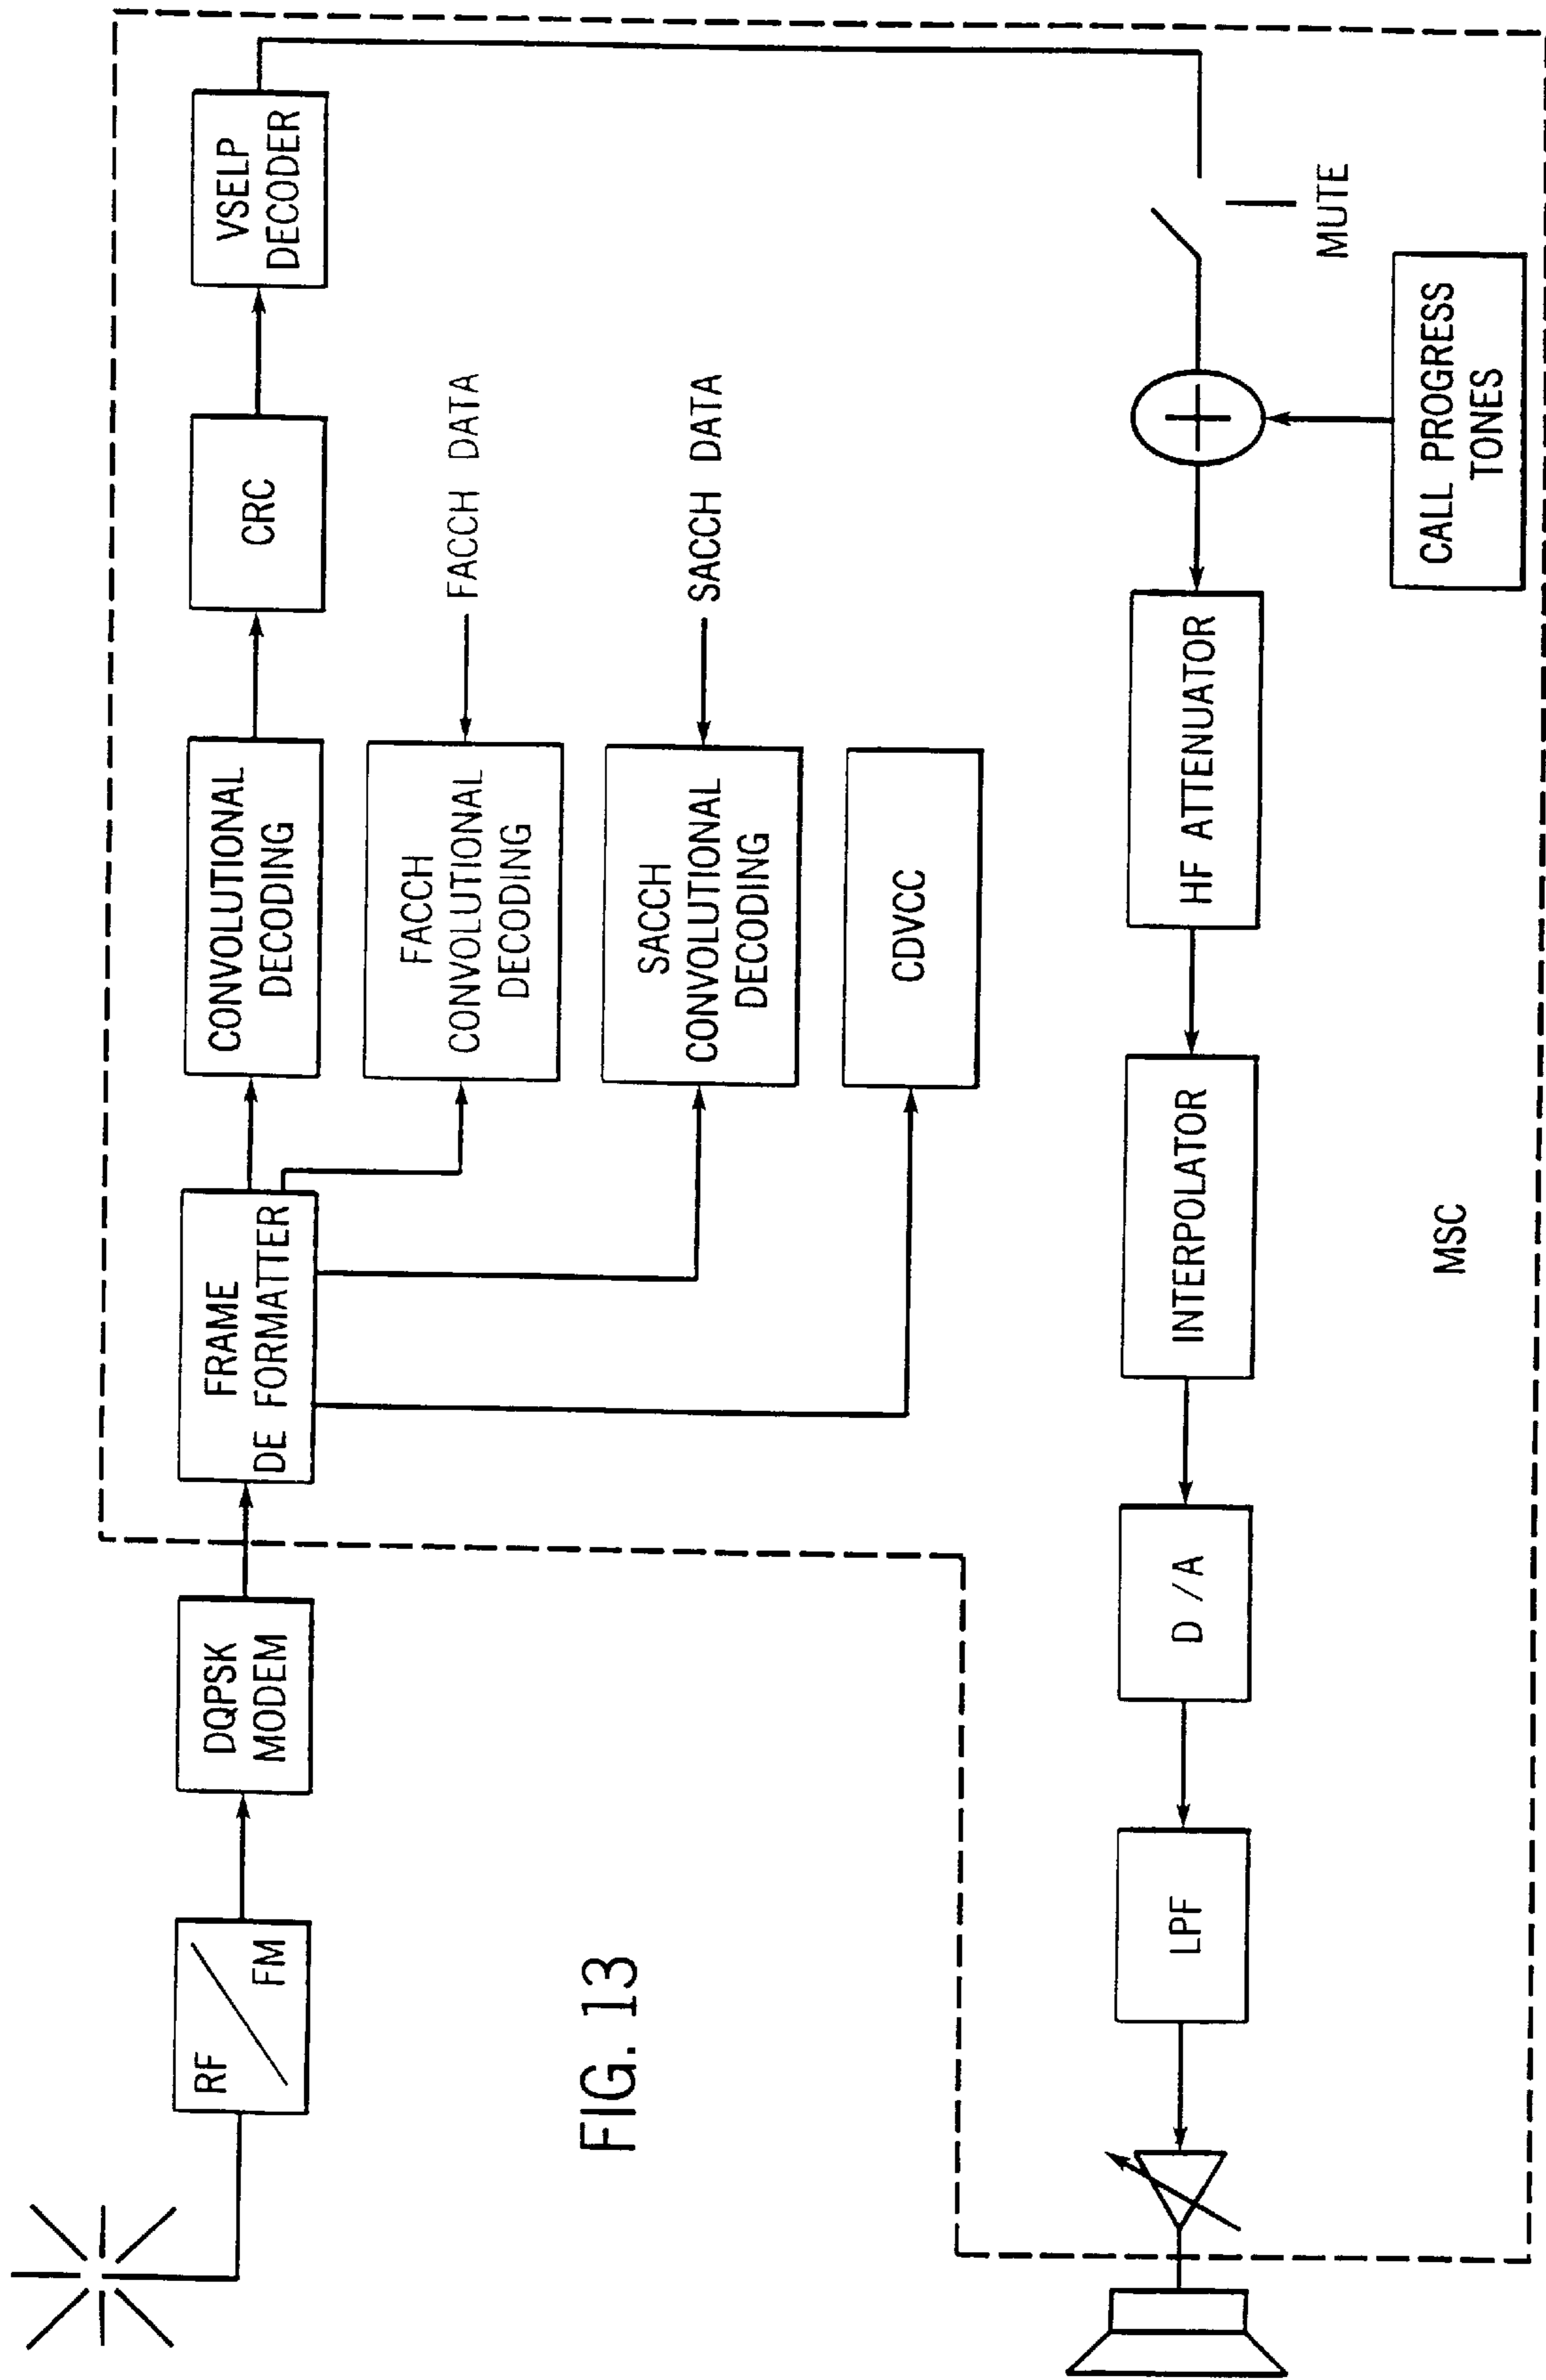 RF
FM
DQPSK
MODEM
FRAME
DE FORMATTER
CONVOLUTIONAL
DECODING
CRC
VSELP
DECODER
FACCH
CONVOLUTIONAL
DECODING
FACCH DATA
SACCH
CONVOLUTIONAL
DECODING
SACCH DATA
CDVCC
FIG. 13
LPF
D/A
INTERPOLATOR
HF ATTENUATOR
MUTE
CALL PROGRESS
TONES
MSC